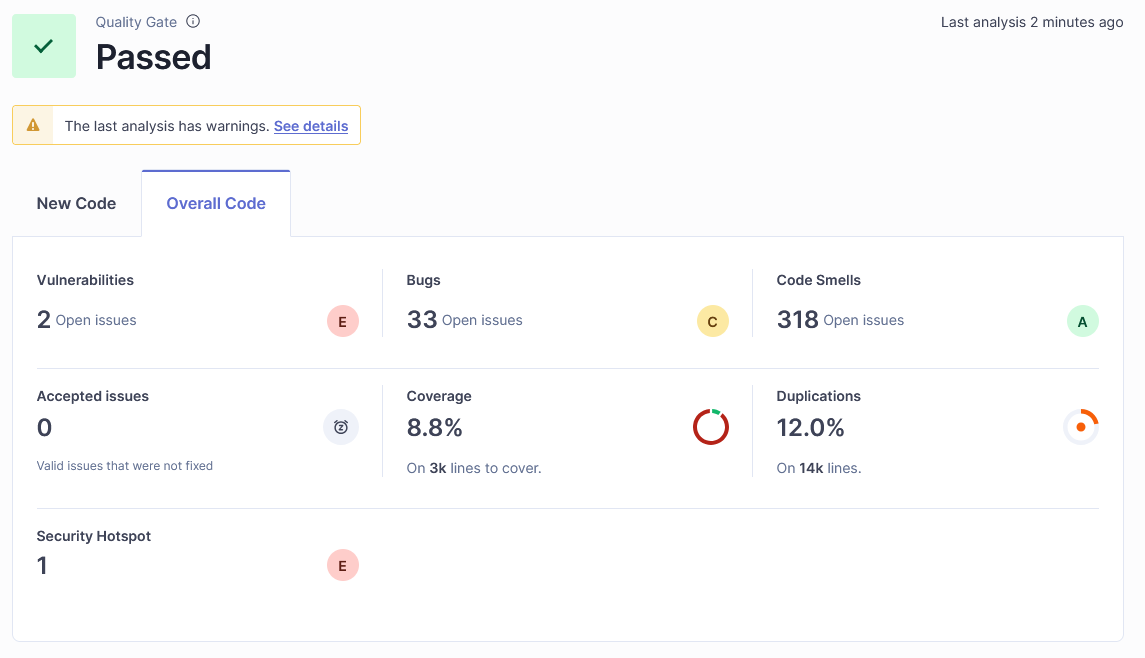 Quality Gate
Last analysis 2 minutes ago
Passed
The last analysis has warnings. See details
New Code
Overall Code
Vulnerabilities
2 Open issues
E
Bugs
33 Open issues
C
Code Smells
318 Open issues
A
Accepted issues
0
Valid issues that were not fixed
Coverage
8.8%
On 3k lines to cover.
Duplications
12.0%
On 14k lines.
Security Hotspot
1
E